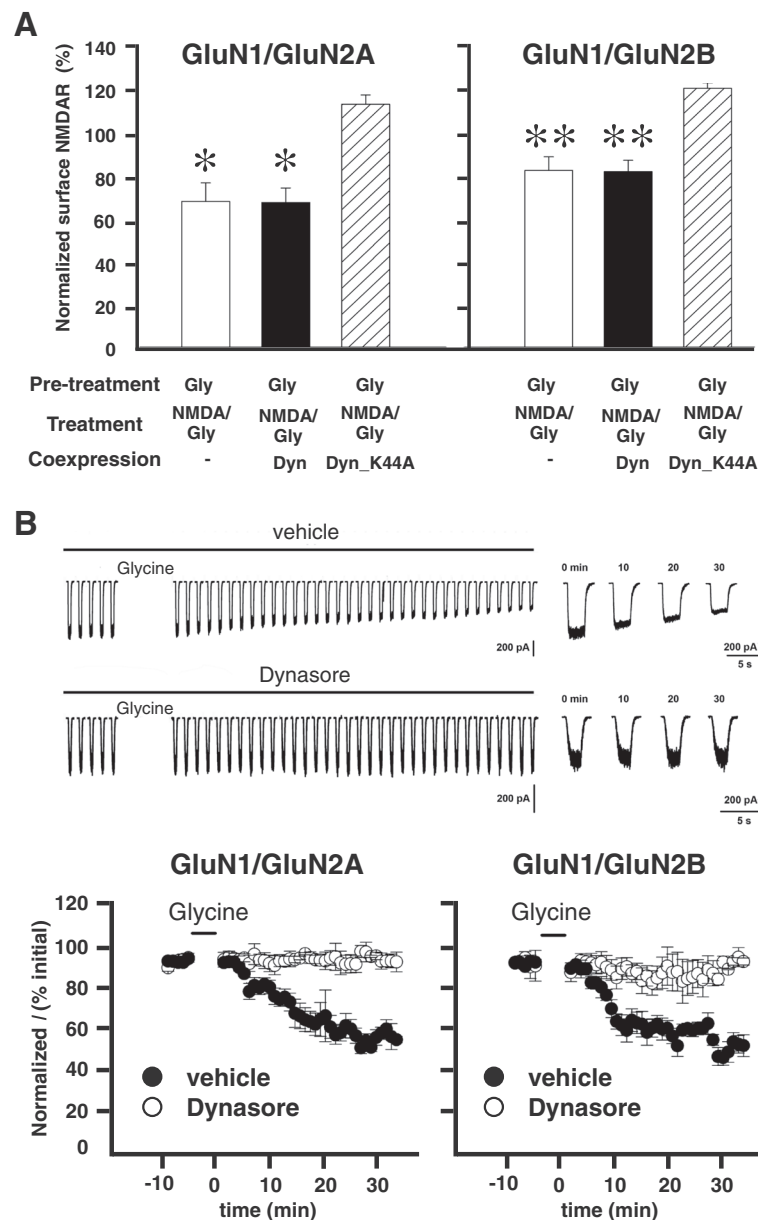 A
GluN1/GluN2A
GluN1/GluN2B
Normalized surface NMDAR (%)
140
120
100
80
60
40
20
0
* *
** **
Pre-treatment Gly Gly Gly Gly Gly Gly
Treatment NMDA/ NMDA/ NMDA/ NMDA/ NMDA/ NMDA/
Gly Gly Gly Gly Gly Gly
Coexpression - Dyn Dyn_K44A - Dyn Dyn_K44A
B
vehicle
Glycine
0 min 10 20 30
200 pA
200 pA
5 s
Dynasore
Glycine
0 min 10 20 30
200 pA
200 pA
5 s
GluN1/GluN2A
GluN1/GluN2B
Normalized I (% initial)
120
100
80
60
40
20
0
Glycine
vehicle
Dynasore
-10 0 10 20 30
time (min)
Glycine
vehicle
Dynasore
-10 0 10 20 30
time (min)